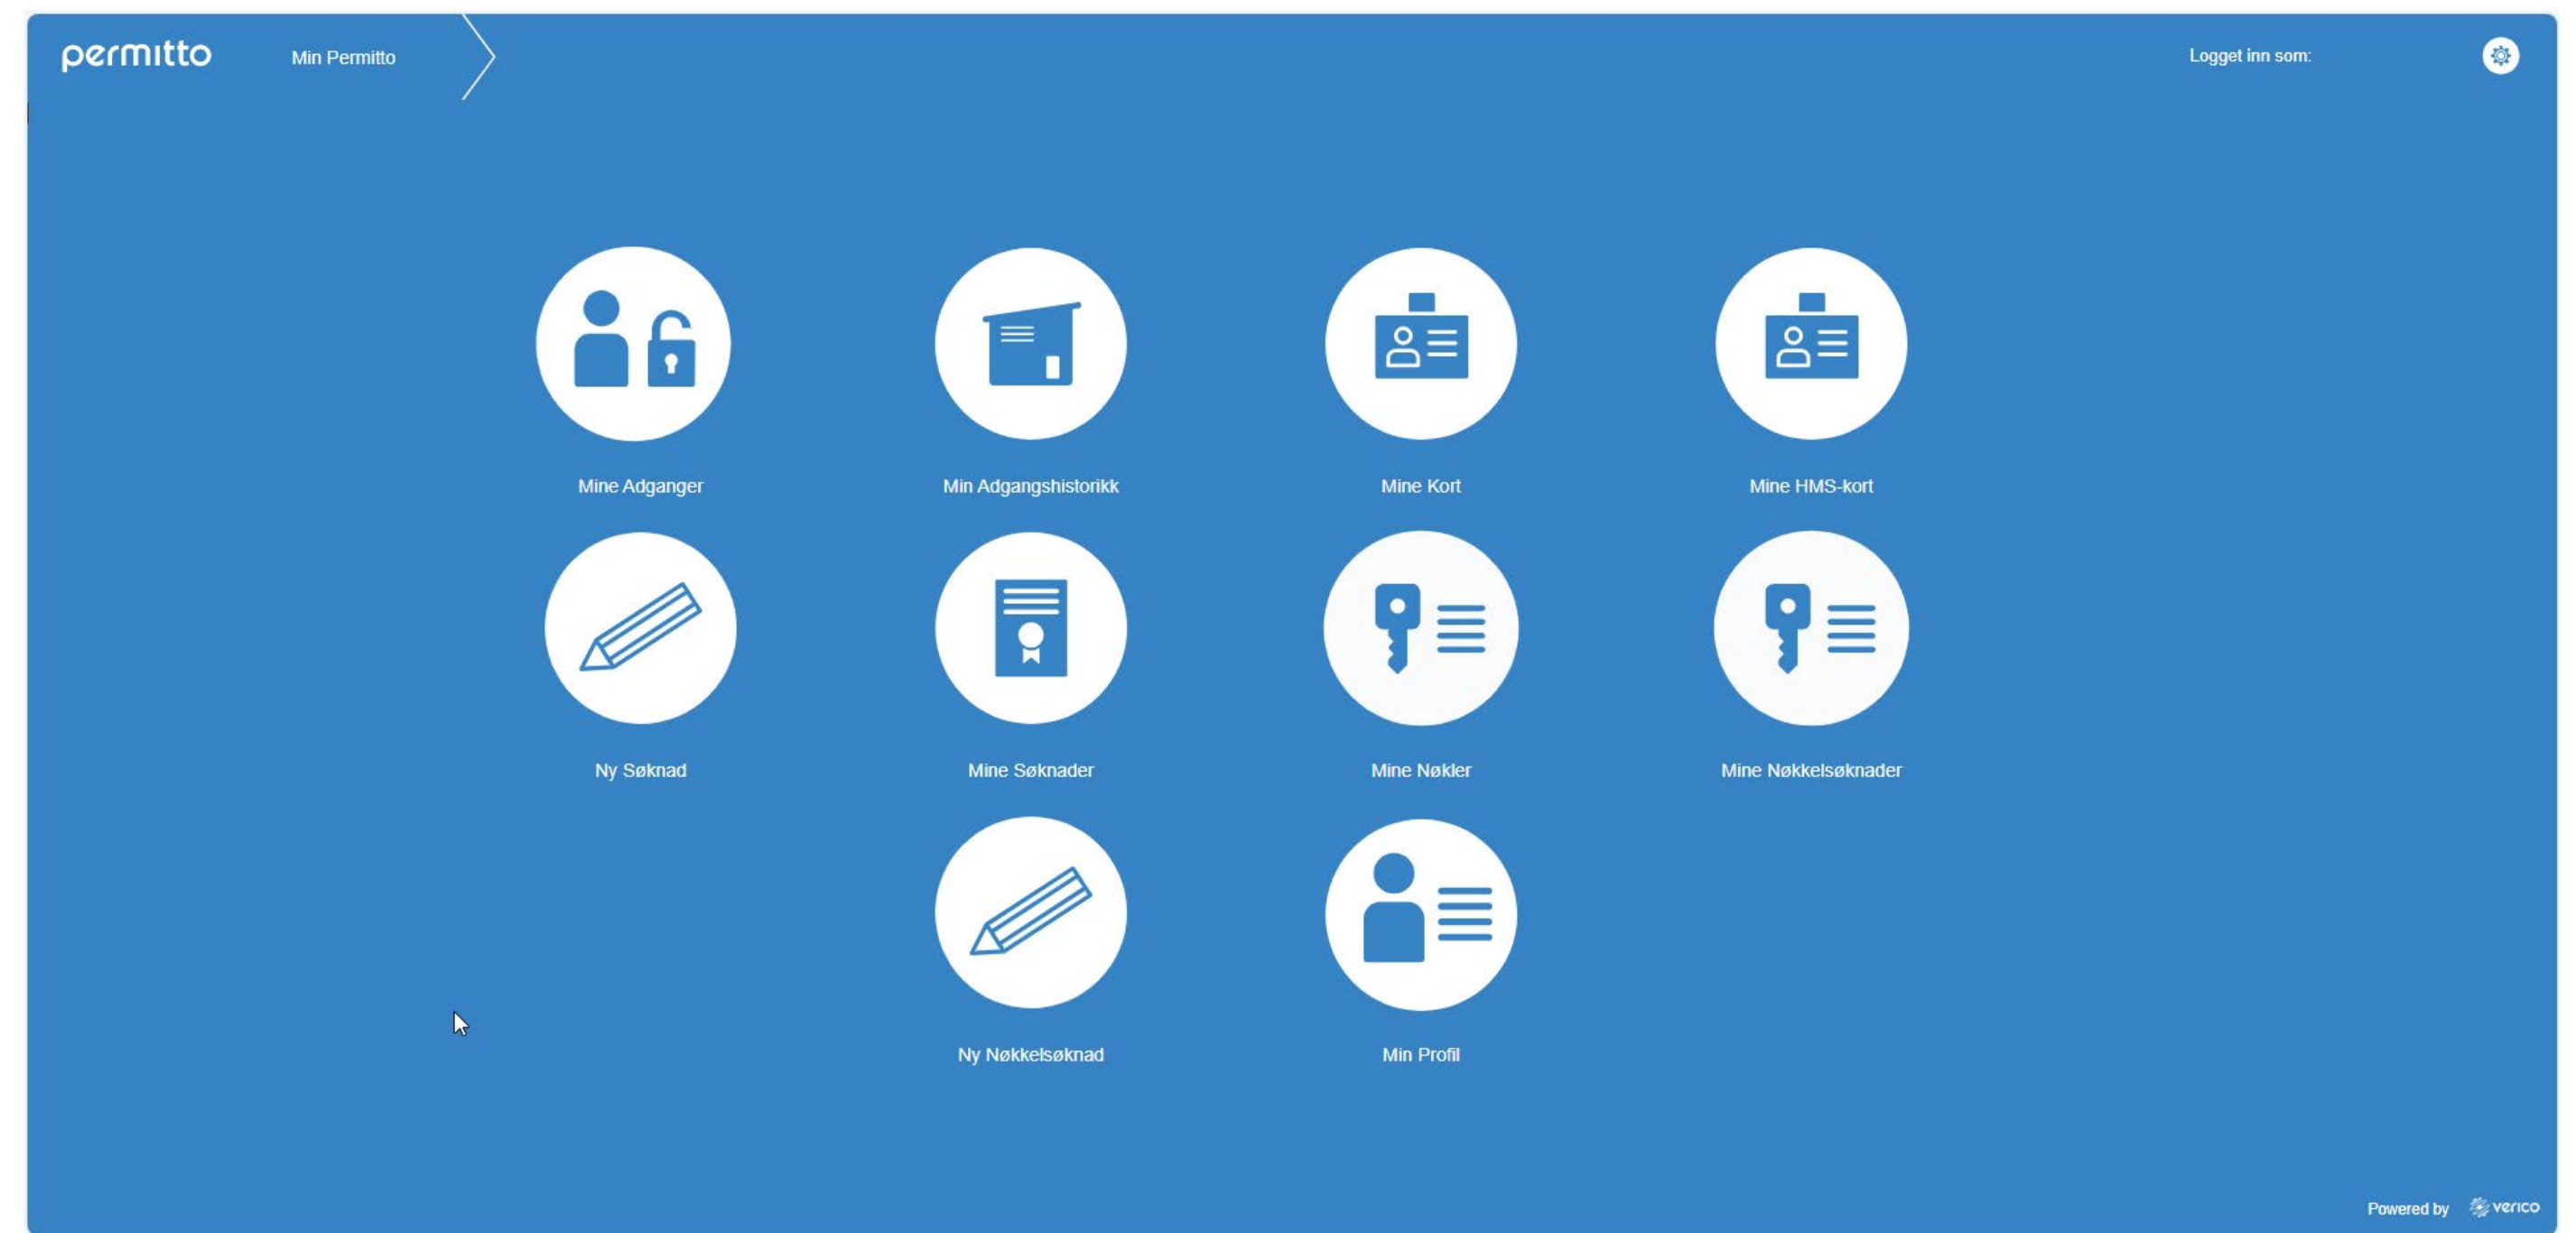 permitto
Min Permitto
Logget inn som:
Mine Adganger
Min Adgangshistorikk
Mine Kort
Mine HMS-kort
Ny Søknad
Mine Søknader
Mine Nøkler
Mine Nøkkelsøknader
Ny Nøkkelsøknad
Min Profil
Powered by verico